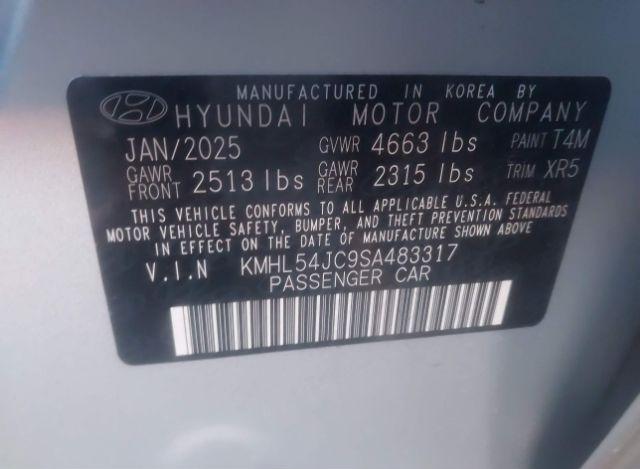 MANUFACTURED IN KOREA BY
HYUNDAI MOTOR COMPANY
JAN/2025 GVWR 4663 lbs PAINT T4M
GAWR FRONT 2513 lbs GAWR REAR 2315 lbs TRIM XR5
THIS VEHICLE CONFORMS TO ALL APPLICABLE U.S.A. FEDERAL
MOTOR VEHICLE SAFETY, BUMPER, AND THEFT PREVENTION STANDARDS
IN EFFECT ON THE DATE OF MANUFACTURE SHOWN ABOVE
V.I.N KMHL54JC9SA483317
PASSENGER CAR